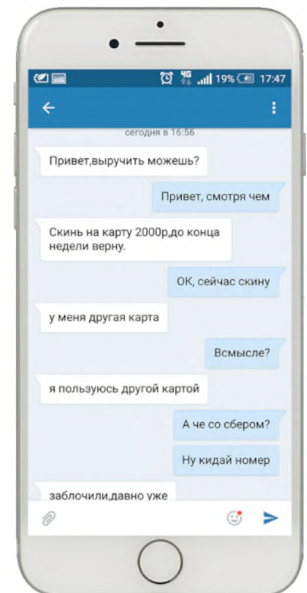 4G 19% 17:47
сегодня в 16:56
Привет,выручить можешь?
Привет, смотря чем
Скинь на карту 2000р,до конца
недели верну.
ОК, сейчас скину
у меня другая карта
Всмысле?
я пользуюсь другой картой
А че со сбером?
Ну кидай номер
заблочили,давно уже